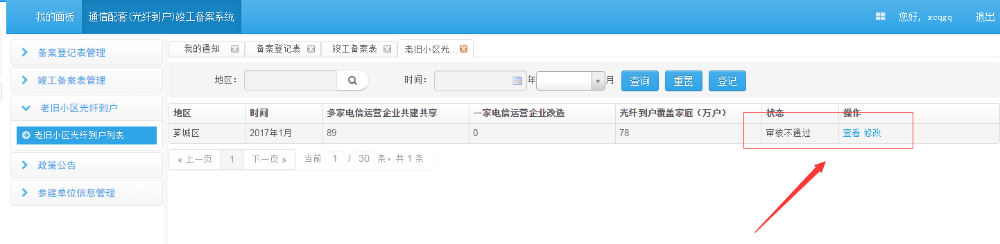 我的面板 通信配套(光纤到户)竣工备案系统 您好, xcqgq 退出
备案登记表管理
竣工备案表管理
老旧小区光纤到户
老旧小区光纤到户列表
政策公告
参建单位信息管理
我的通知 备案登记表 竣工备案表 老旧小区光...
地区： 时间： 年 月 查询 重置 登记
地区 时间 多家电信运营企业共建共享 一家电信运营企业改造 光纤到户覆盖家庭（万户） 状态 操作
芗城区 2017年1月 89 0 78 审核不通过 查看 修改
« 上一页 1 下一页 » 当前 1 / 30 条，共 1 条